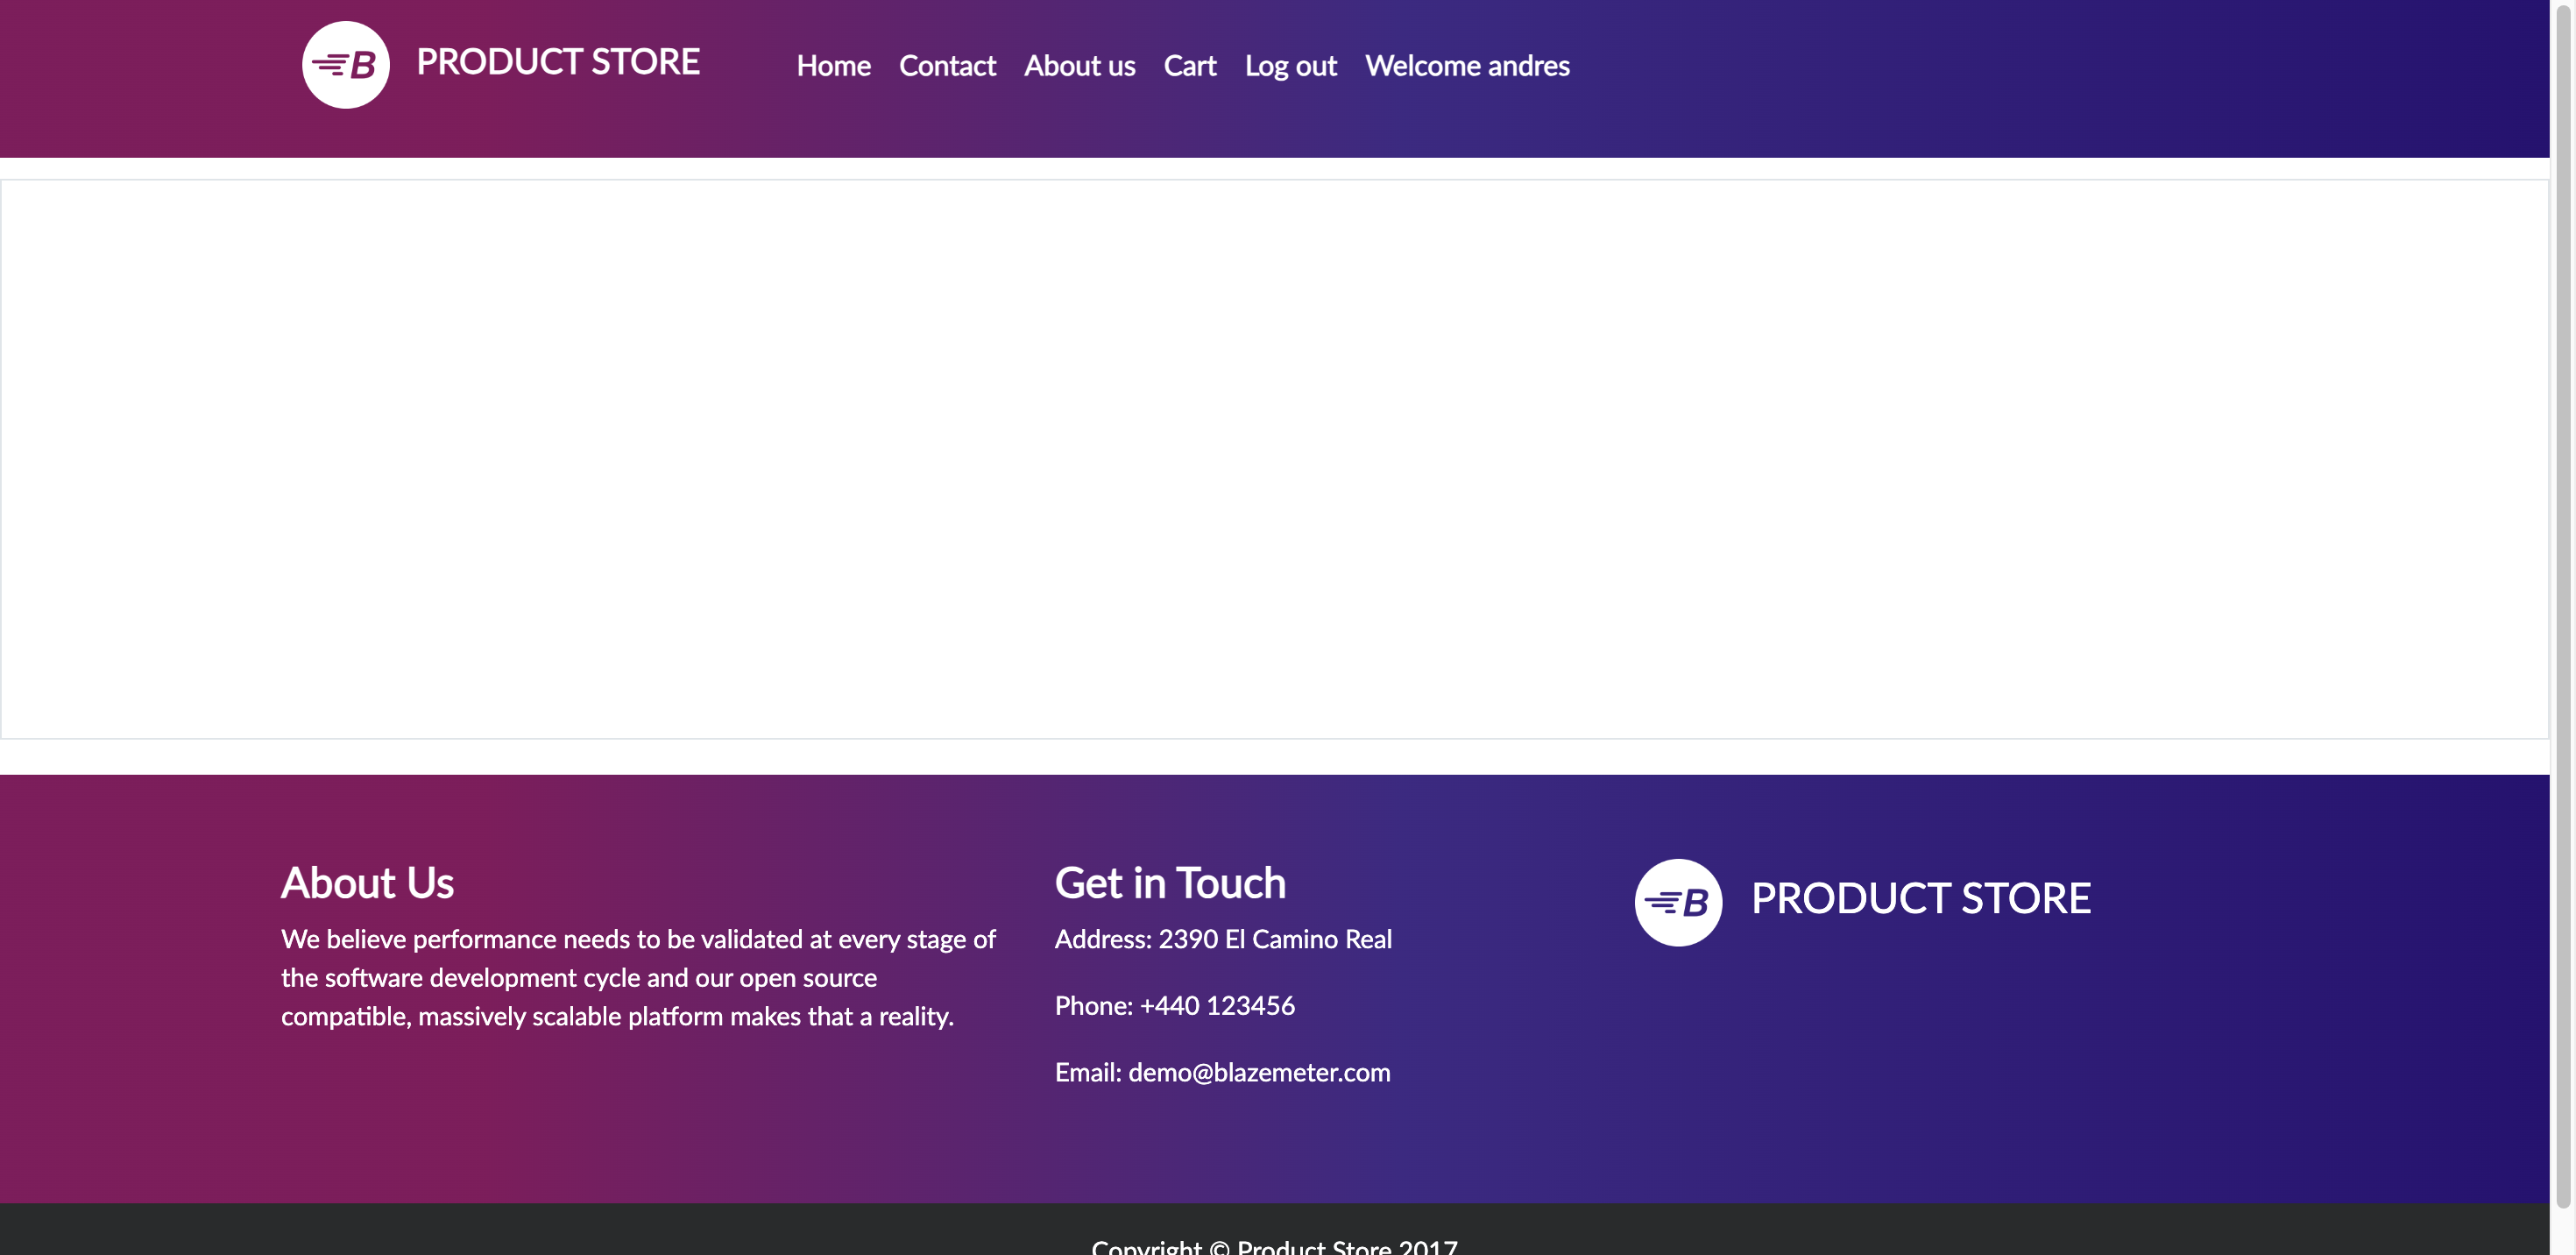 B PRODUCT STORE Home Contact About us Cart Log out Welcome andres
About Us
We believe performance needs to be validated at every stage of
the software development cycle and our open source
compatible, massively scalable platform makes that a reality.
Get in Touch
Address: 2390 El Camino Real
Phone: +440 123456
Email: demo@blazemeter.com
B PRODUCT STORE
Copyright © Product Store 2017